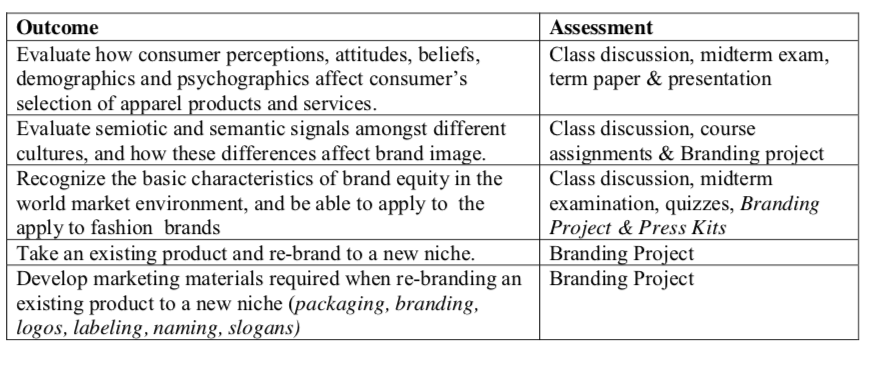 Outcome
Assessment
Evaluate how consumer perceptions, attitudes, beliefs,
demographics and psychographics affect consumer's
selection of apparel products and services.
Class discussion, midterm exam,
term paper & presentation
Evaluate semiotic and semantic signals amongst different
cultures, and how these differences affect brand image.
Class discussion, course
assignments & Branding project
Recognize the basic characteristics of brand equity in the
world market environment, and be able to apply to  the
apply to fashion  brands
Class discussion, midterm
examination, quizzes, Branding
Project & Press Kits
Take an existing product and re-brand to a new niche.
Branding Project
Develop marketing materials required when re-branding an
existing product to a new niche (packaging, branding,
logos, labeling, naming, slogans)
Branding Project